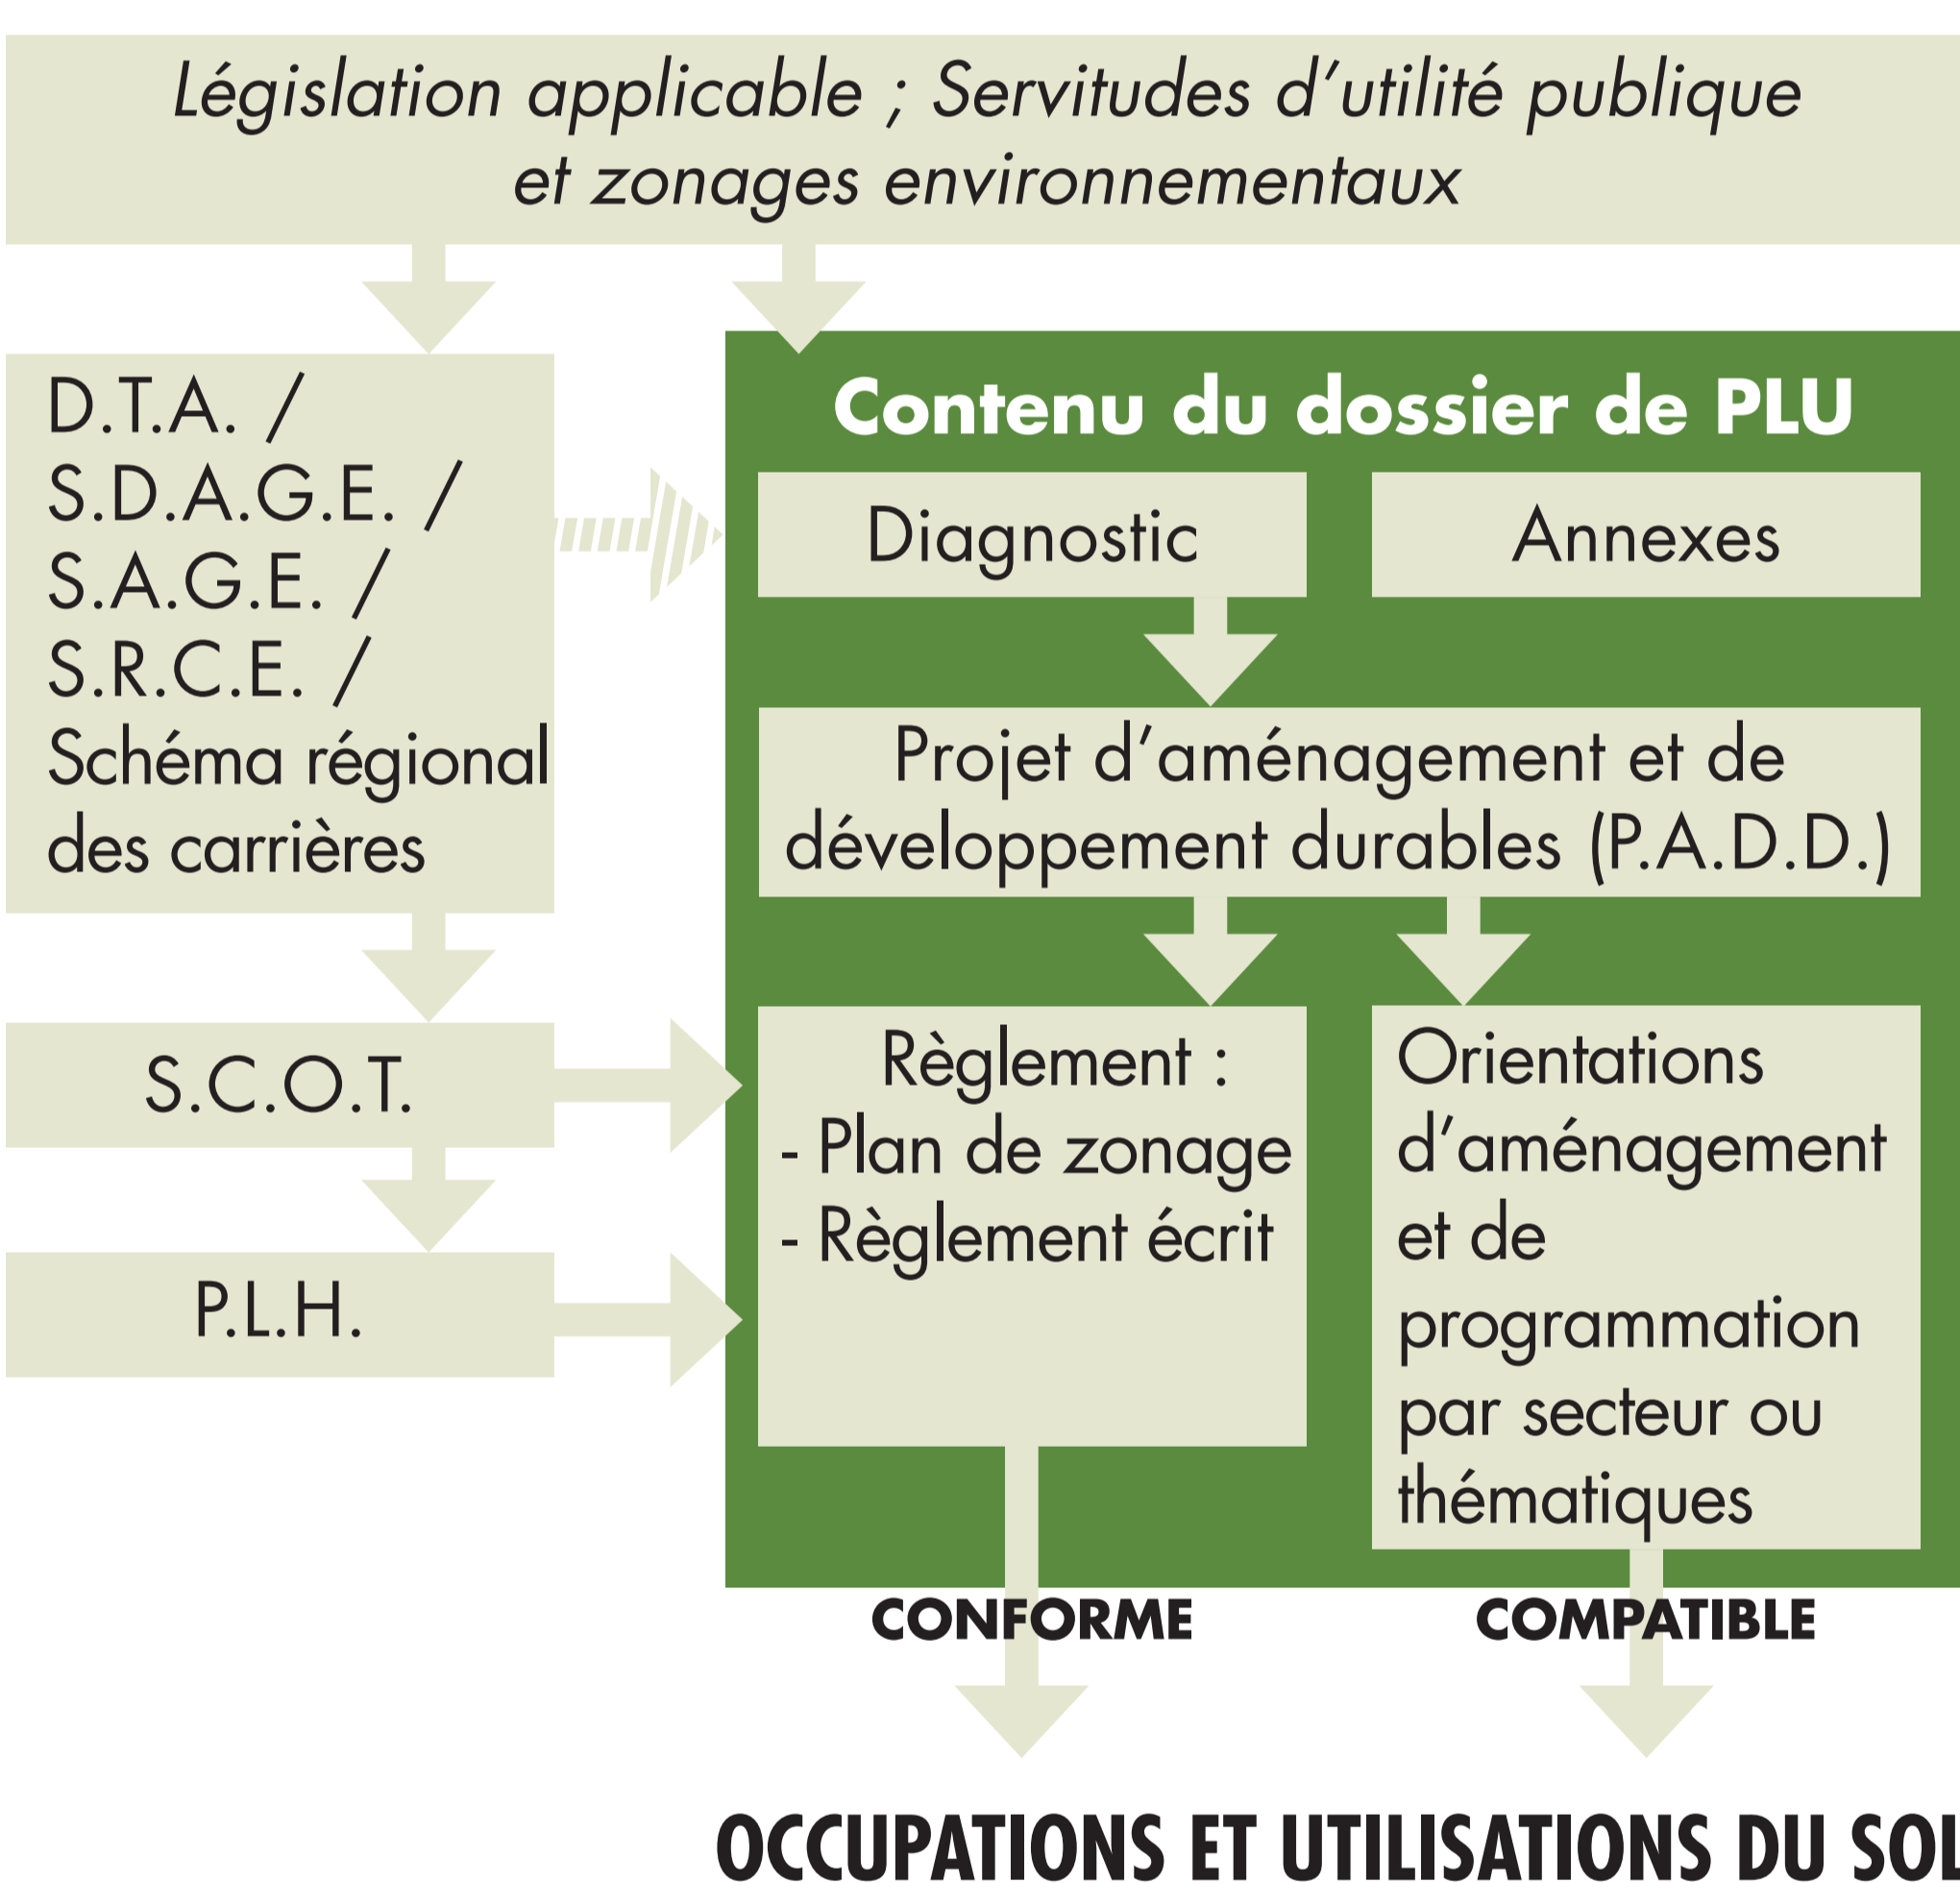 Législation applicable ; Servitudes d’utiliité publique
et zonages environnementaux
D.T.A. /
S.D.A.G.E. /
S.A.G.E. /
S.R.C.E. /
Schéma régional
des carrières
S.C.O.T.
P.L.H.
Contenu du dossier de PLU
Diagnostic
Annexes
Projet d’aménagement et de
développement durables (P.A.D.D.)
Règlement :
- Plan de zonage
- Règlement écrit
Orientations
d’aménagement
et de
programmation
par secteur ou
thématiques
CONFORME
COMPATIBLE
OCCUPATIONS ET UTILISATIONS DU SOL